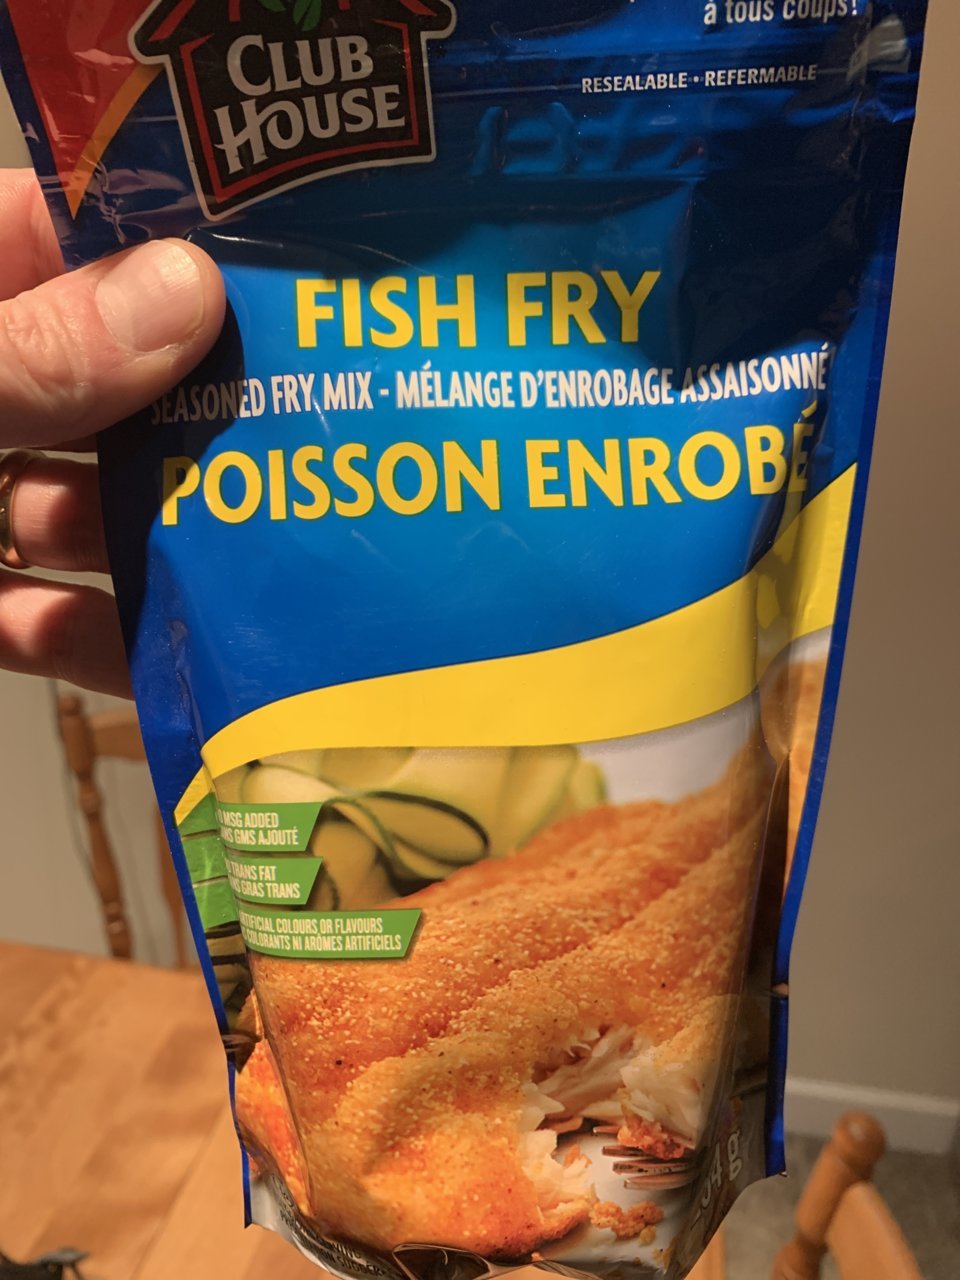 à tous coups!
RESEALABLE • REFERMABLE
CLUB
HOUSE
FISH FRY
SEASONED FRY MIX - MÉLANGE D'ENROBAGE ASSAISONNÉ
POISSON ENROBÉ
MSG ADDED
GMS AJOUTÉ
TRANS FAT
GRAS TRANS
COLOURS OR FLAVOURS
COLORANTS NI ARÔMES ARTIFICIELS
g